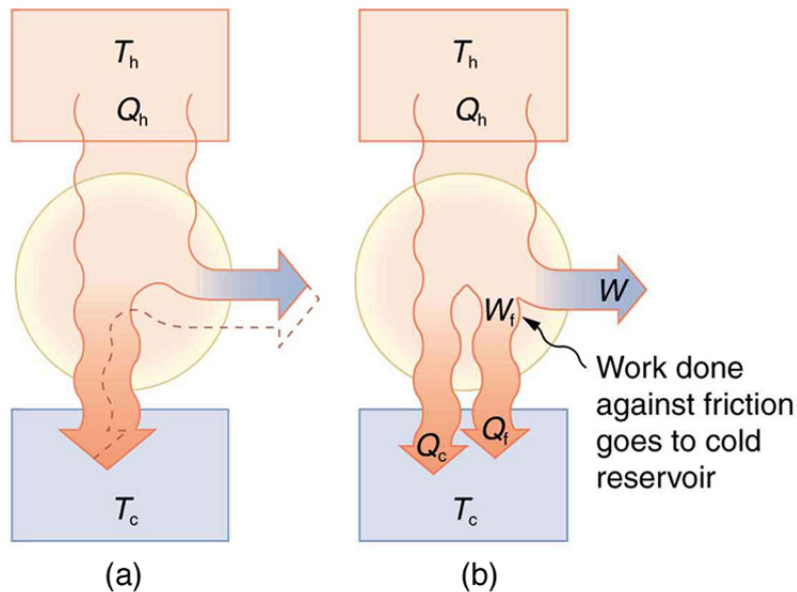 Th
Qh
Tc
(a)
Th
Qh
W
Wf
Work done
against friction
goes to cold
reservoir
Qc
Qf
Tc
(b)